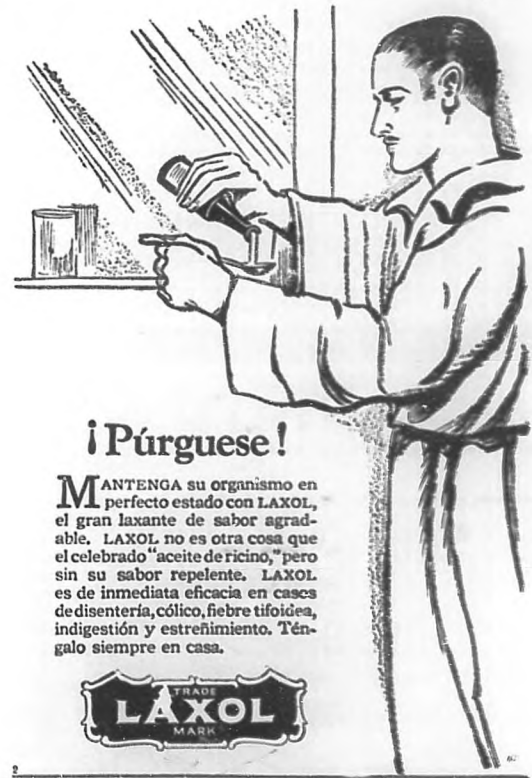 ¡Púrguese!
MANTENGA su organismo en
perfecto estado con LAXOL,
el gran laxante de sabor agrad-
able. LAXOL no es otra cosa que
el celebrado "aceite de ricino," pero
sin su sabor repelente. LAXOL
es de inmediata eficacia en casos
de disentería, cólico, fiebre tifoidea,
indigestión y estreñimiento. Tén-
galo siempre en casa.
TRADE
LAXOL
MARK
2